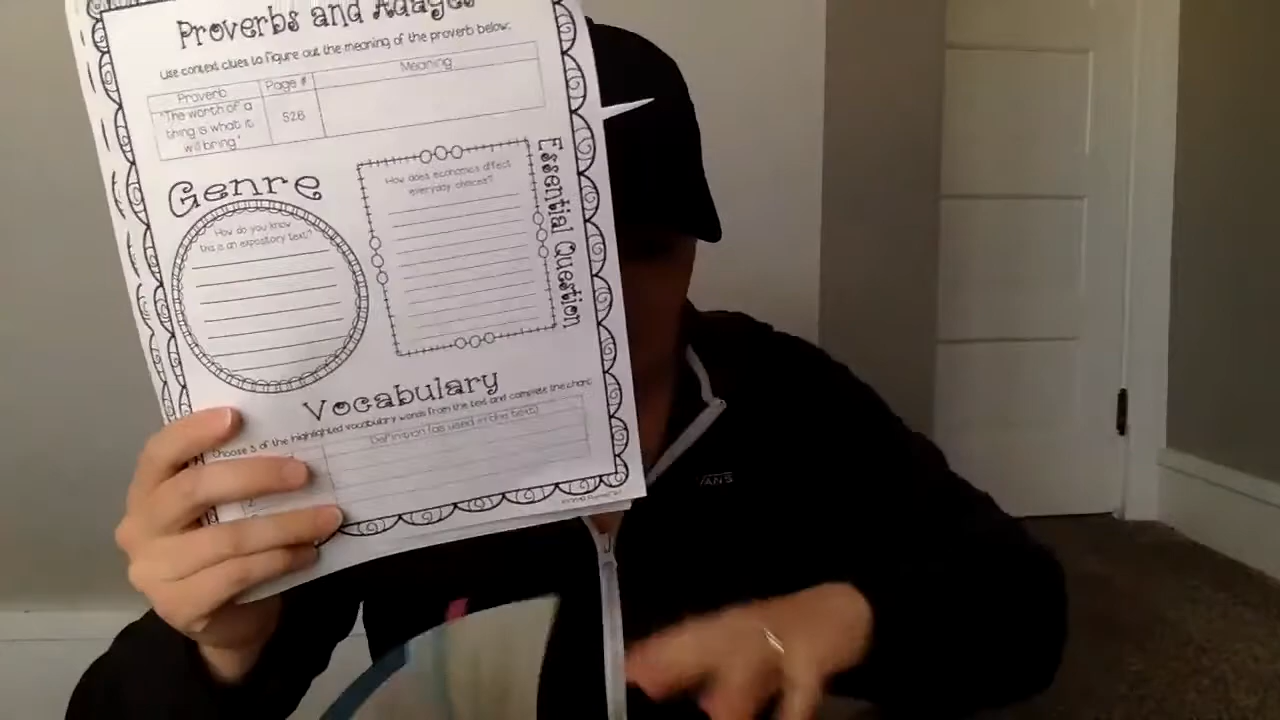 Proverbs and Adages
Use context clues to figure out the meaning of the proverb below.
Proverb Page # Meaning
"The worth of a
thing is what it
will bring"
526
Genre
How do you know
this is an expository text?
How does economics affect
everyday choices?
Essential Question
Vocabulary
Choose 3 of the highlighted vocabulary words from the text and complete the chart.
Definition (as used in the text)
2
VANS